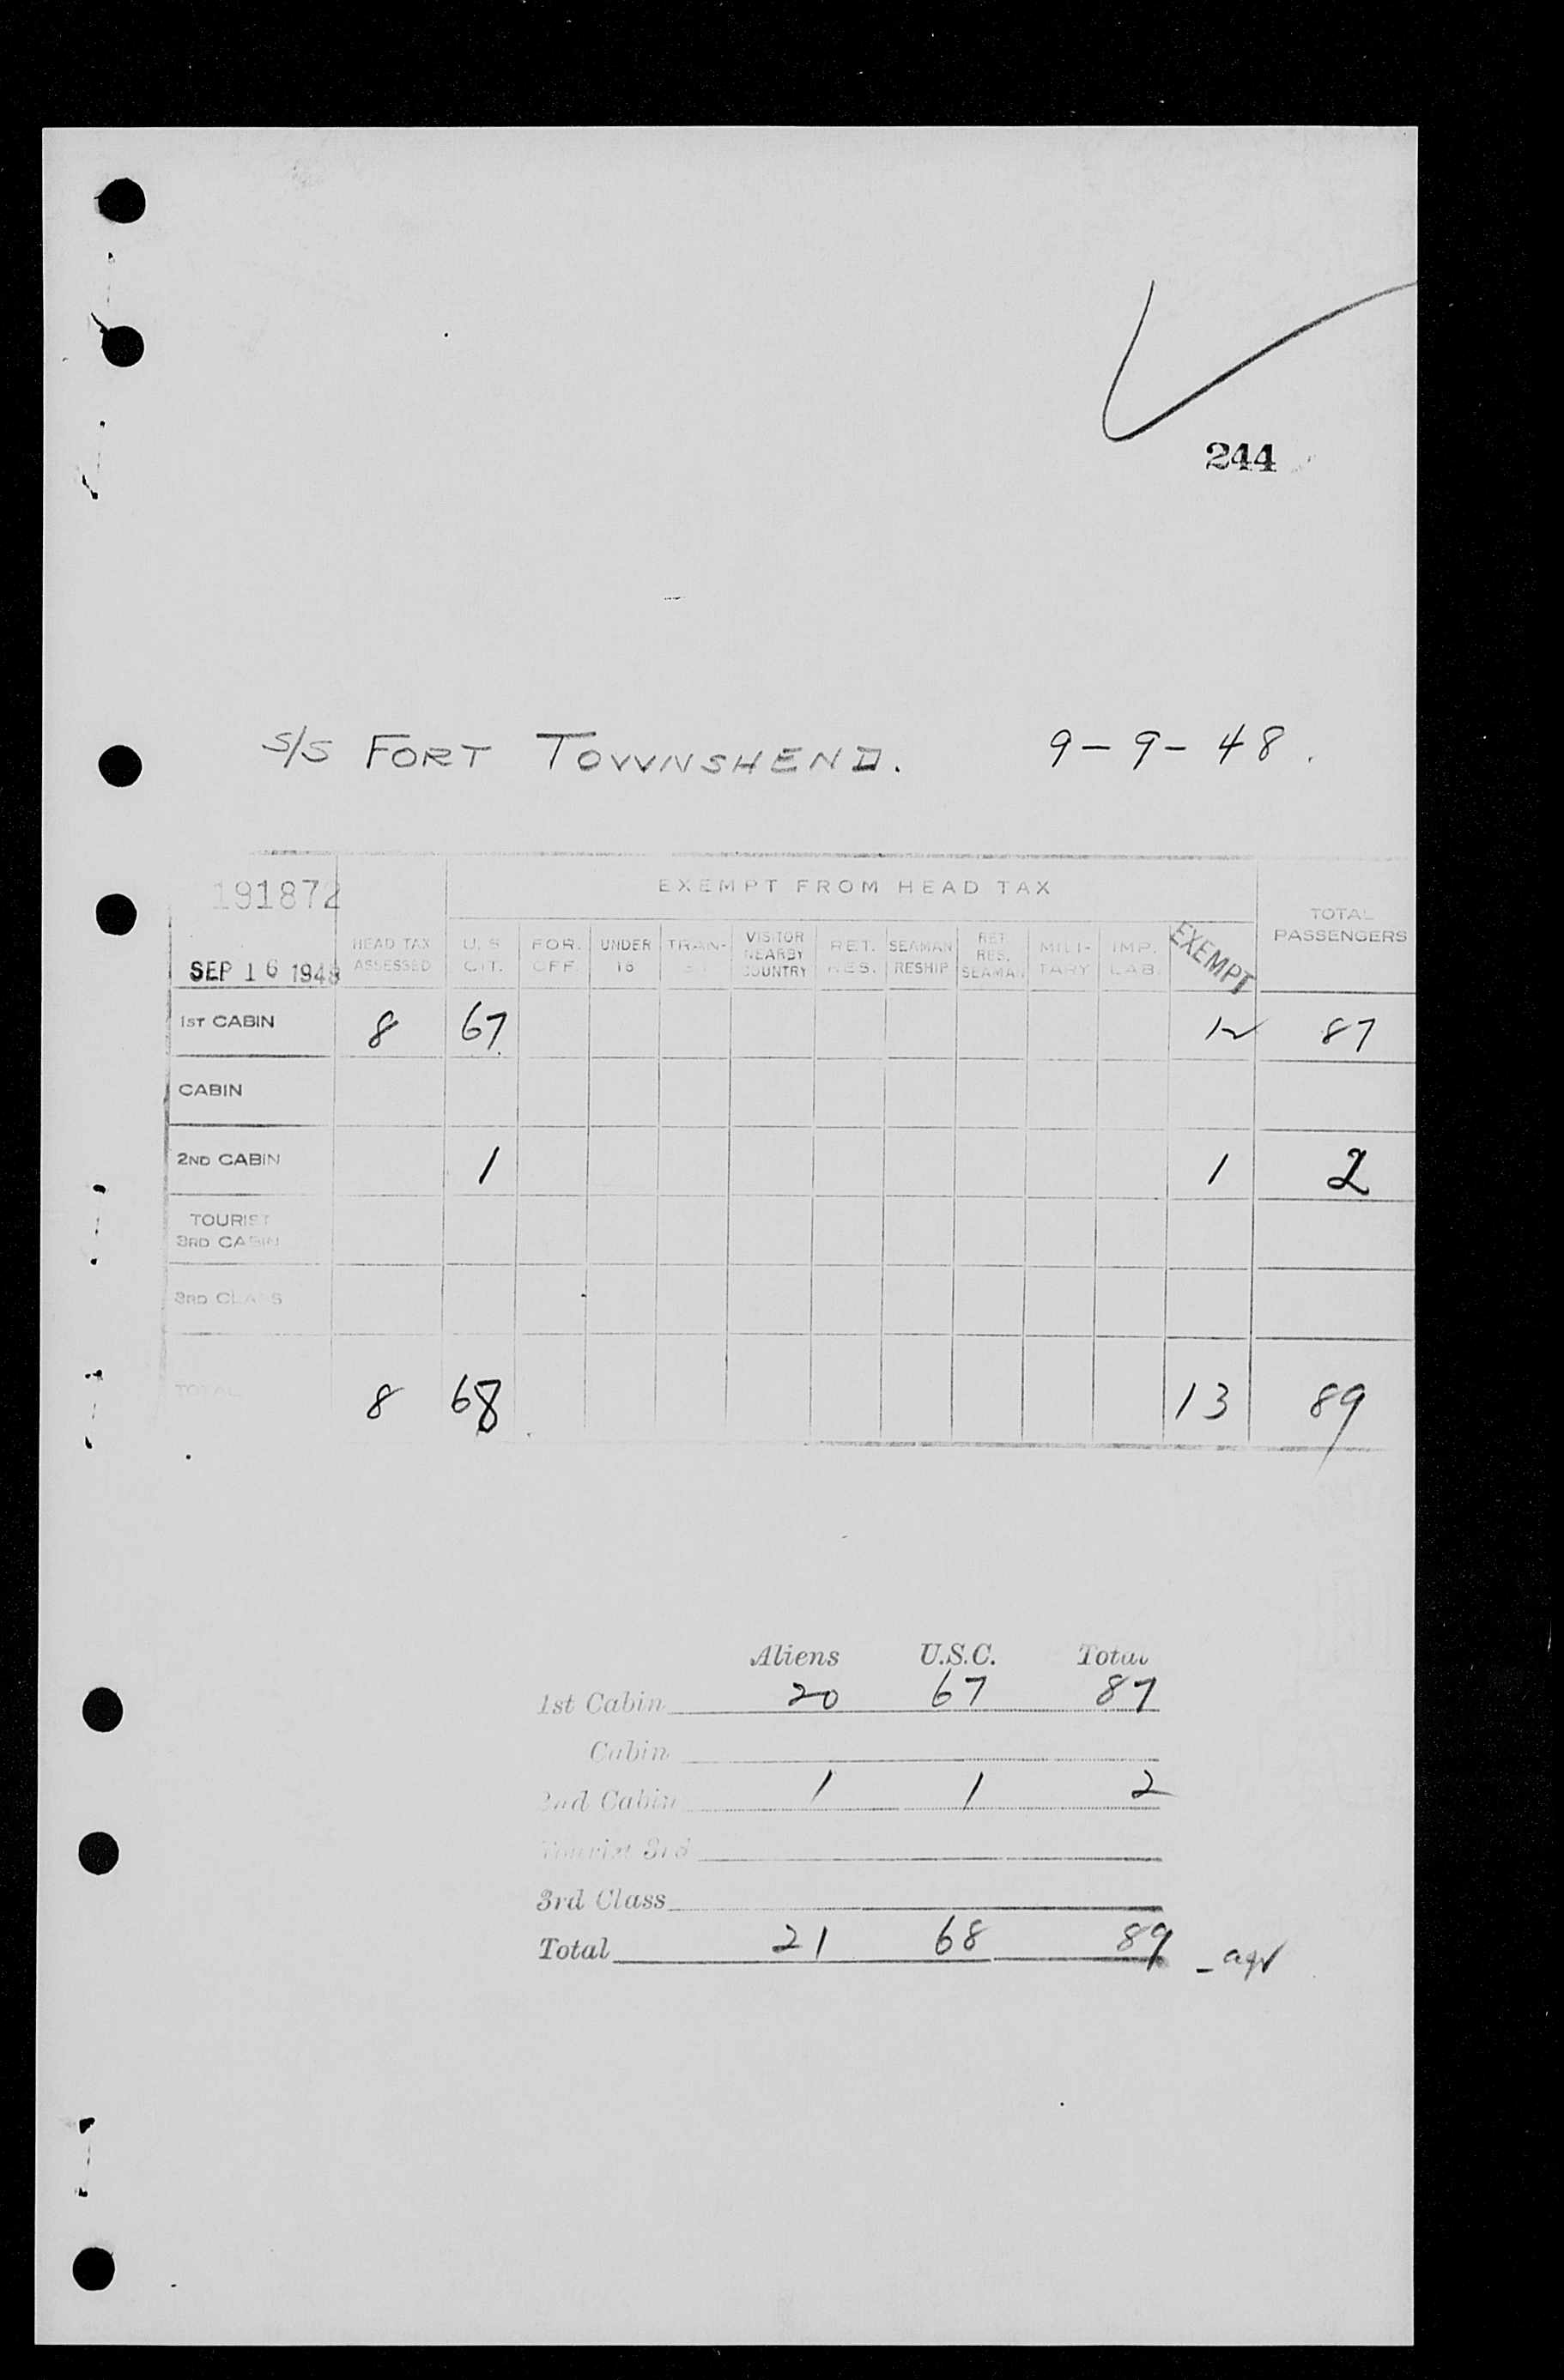 244
S/S FORT TOWNSHEND. 9-9-48.
191872
EXEMPT FROM HEAD TAX
SEP 16 1948
HEAD TAX ASSESSED
U.S. CIT.
FOR. OFF.
UNDER 16
TRAN-
VISITOR NEARBY COUNTRY
RET. RES.
SEAMAN RESHIP
RET. RES. SEAMAN
MILI-TARY
IMP. LAB.
EXEMPT
TOTAL PASSENGERS
1ST CABIN 8 67 12 87
CABIN
2ND CABIN 1 1 2
TOURIST
3RD CABIN
3RD CLASS
TOTAL 8 68 13 89
Aliens U.S.C. Total
1st Cabin 20 67 87
Cabin
2nd Cabin 1 1 2
Tourist 3rd
3rd Class
Total 21 68 89